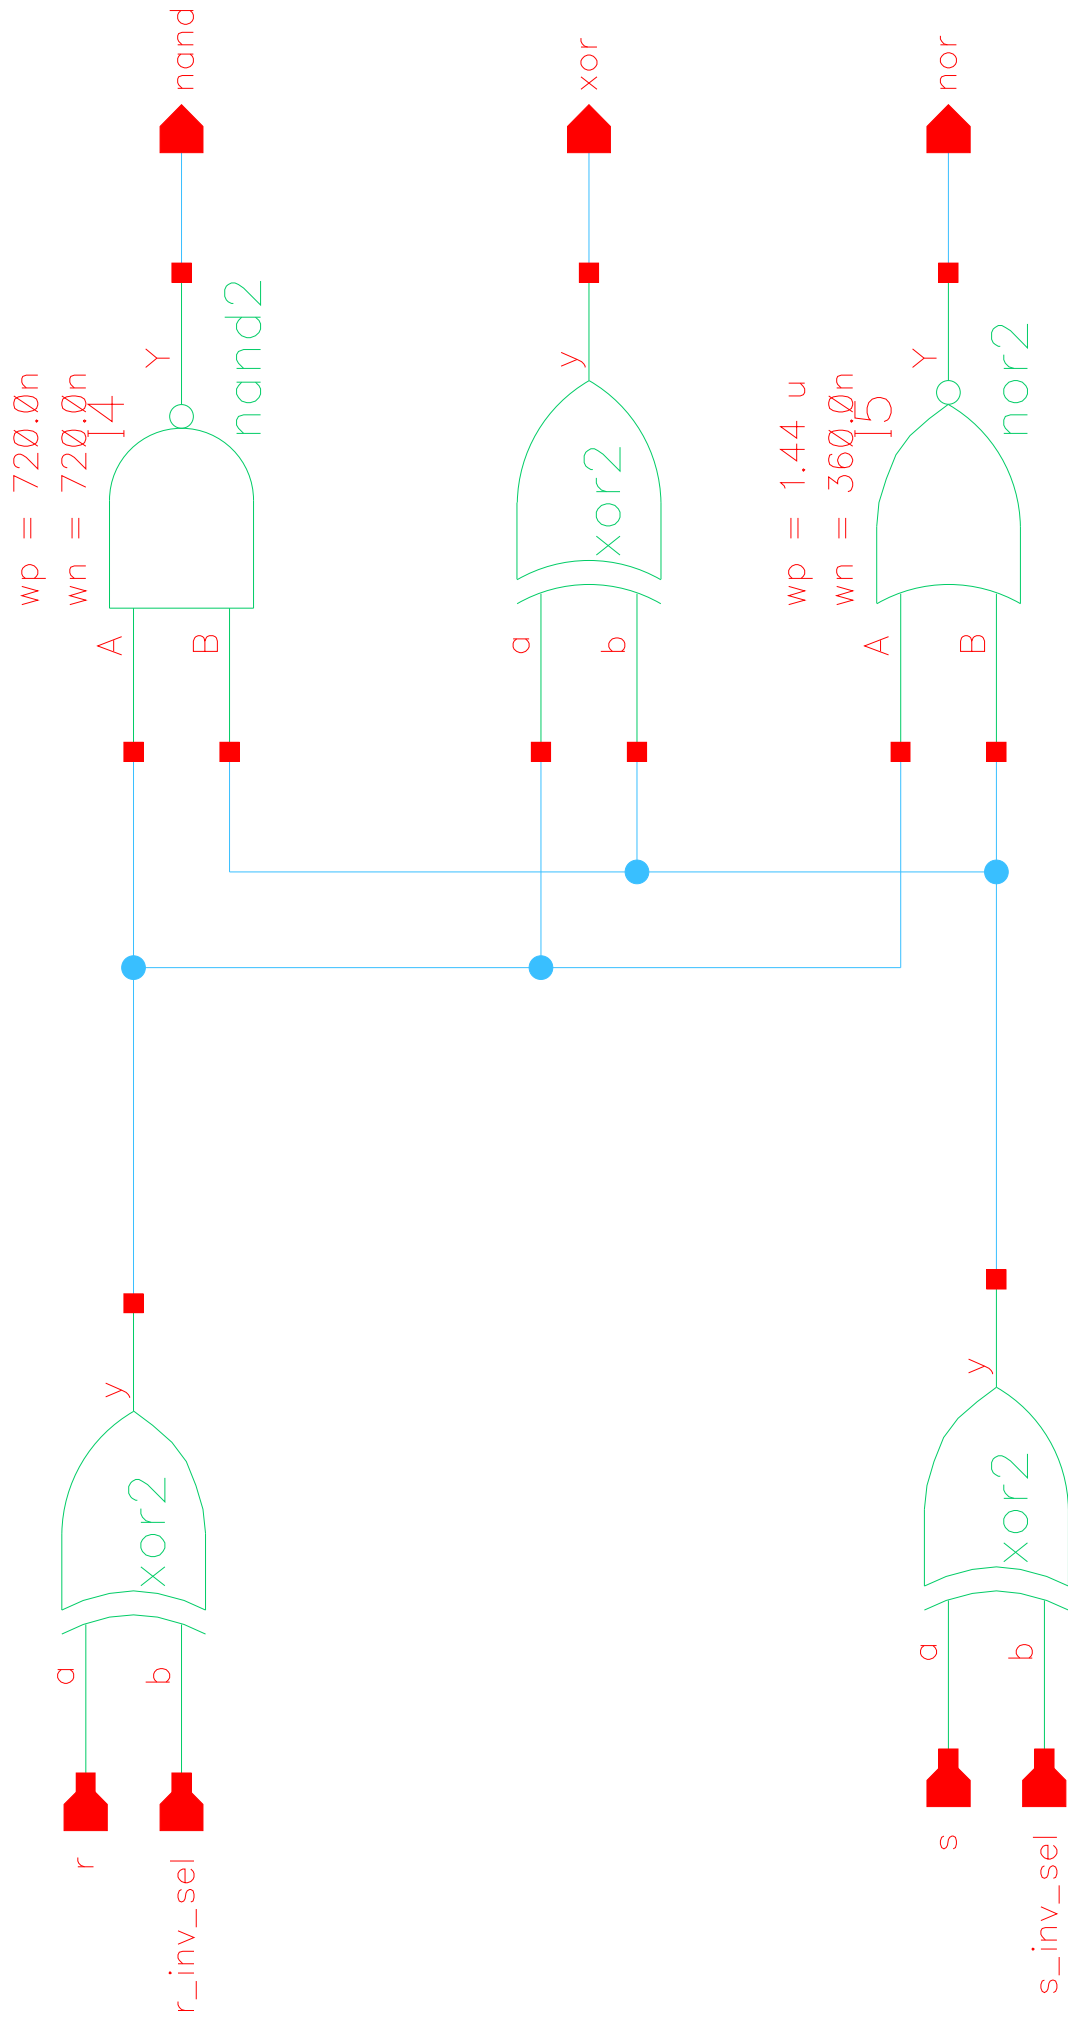 nand
xor
nor
wp = 720.0n
wn = 720.0n
I4
Y
nand2
A
B
y
xor2
a
b
wp = 1.44 u
wn = 360.0n
I5
Y
nor2
A
B
y
xor2
a
b
r
r_inv_sel
y
xor2
a
b
s
s_inv_sel